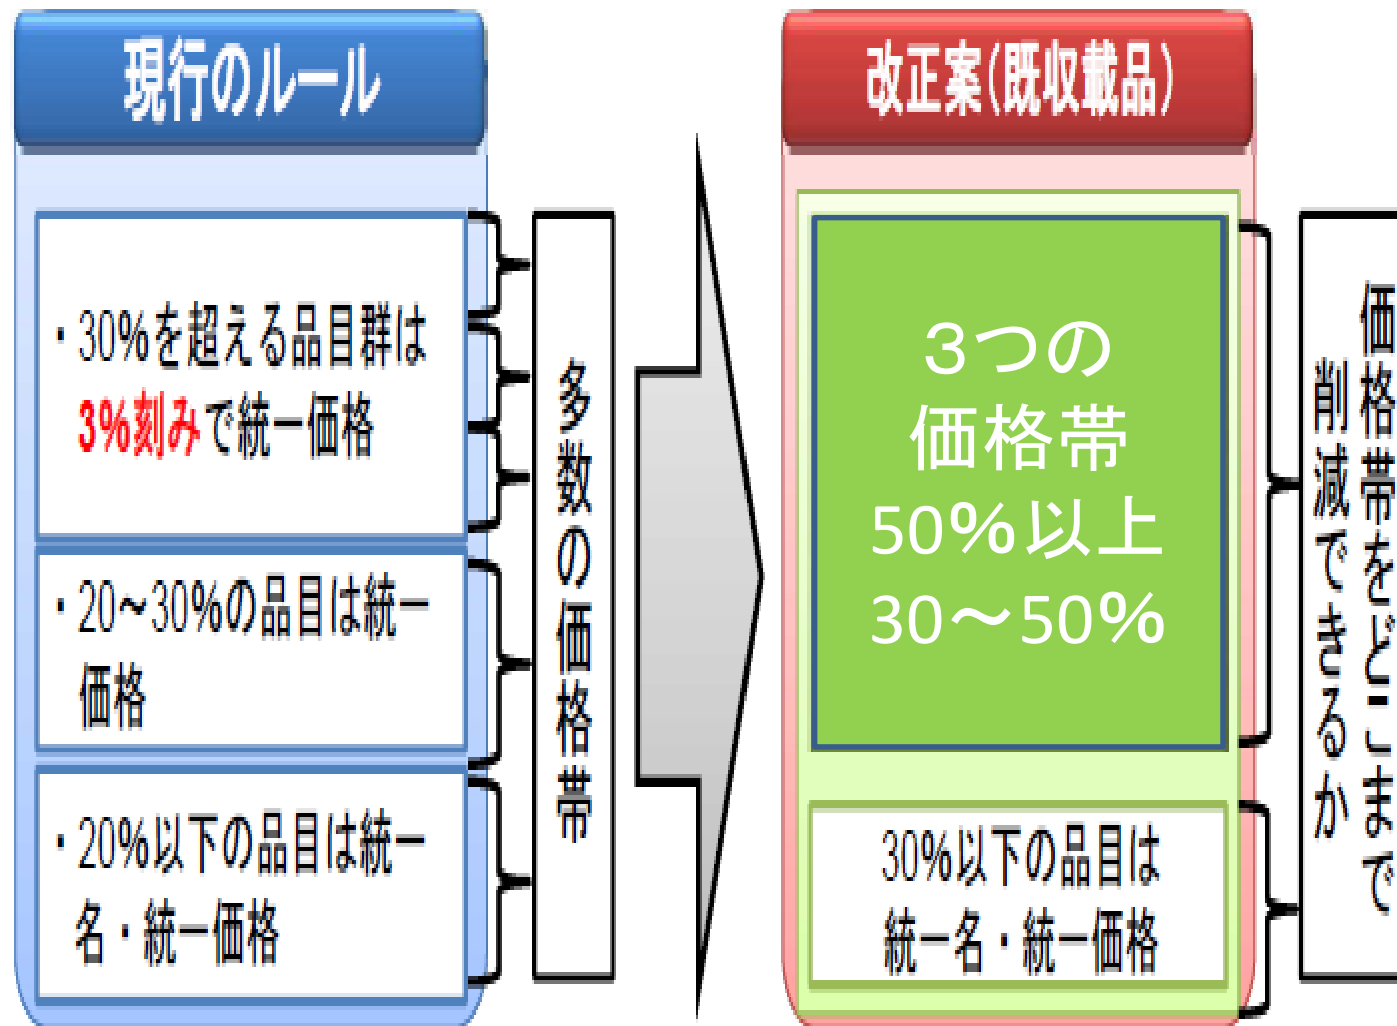 現行のルール
・30%を超える品目群は
3%刻みで統一価格
・20～30%の品目は統一
価格
・20%以下の品目は統一
名・統一価格
多数の価格帯
改正案(既収載品)
３つの
価格帯
50%以上
30～50%
30%以下の品目は
統一名・統一価格
価格帯をどこまで
削減できるか